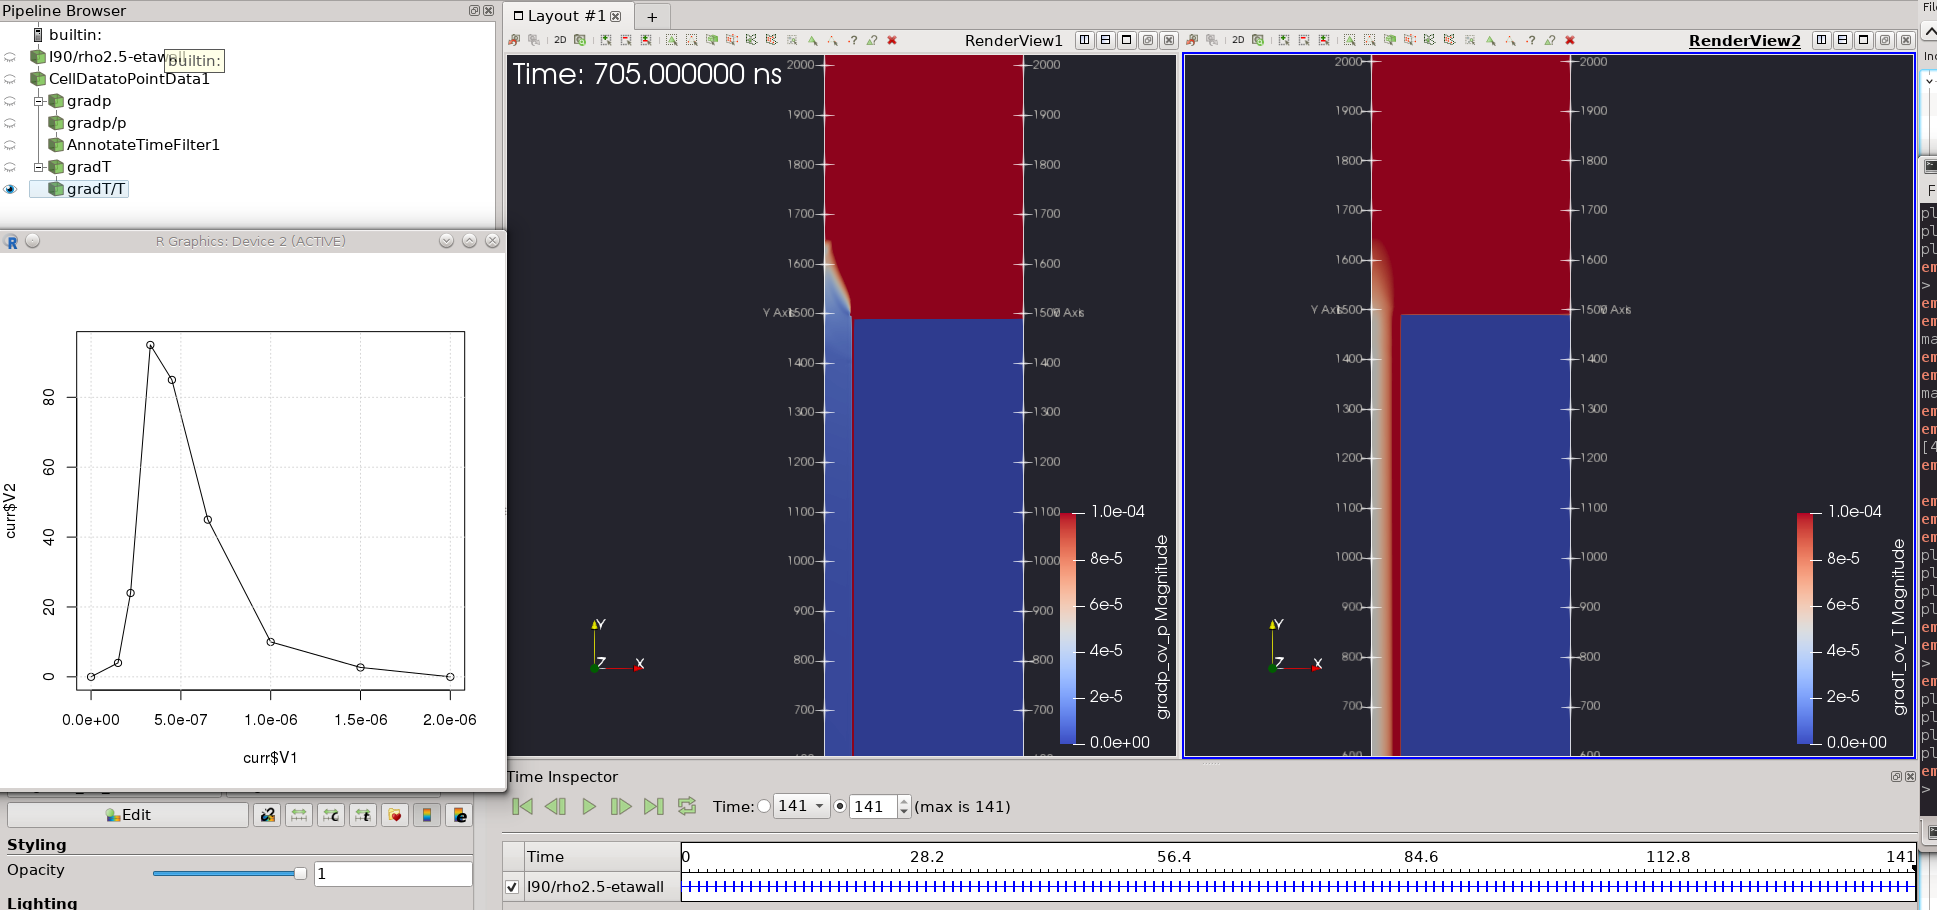 Pipeline Browser
builtin:
I90/rho2.5-etaw
builtin:
CellDatatoPointData1
gradp
gradp/p
AnnotateTimeFilter1
gradT
gradT/T
R Graphics: Device 2 (ACTIVE)
curr$V2
80
60
40
20
0
0.0e+00 5.0e-07 1.0e-06 1.5e-06 2.0e-06
curr$V1
Edit
Styling
Opacity 1
Lighting
Layout #1
+
2D
RenderView1
Time: 705.000000 ns
2000 2000
1900 1900
1800 1800
1700 1700
1600 1600
Y Axis 1500 1500 Y Axis
1400 1400
1300 1300
1200 1200
1100 1100
1000 1000
900 900
800 800
700 700
Y
Z X
1.0e-04
8e-5
6e-5
4e-5
2e-5
0.0e+00
gradp_ov_p Magnitude
2D
RenderView2
2000 2000
1900 1900
1800 1800
1700 1700
1600 1600
Y Axis 1500 1500 Y Axis
1400 1400
1300 1300
1200 1200
1100 1100
1000 1000
900 900
800 800
700 700
600 600
Y
Z X
1.0e-04
8e-5
6e-5
4e-5
2e-5
0.0e+00
gradT_ov_T Magnitude
Time Inspector
Time: 141 141 (max is 141)
Time 0 28.2 56.4 84.6 112.8 141
I90/rho2.5-etawall